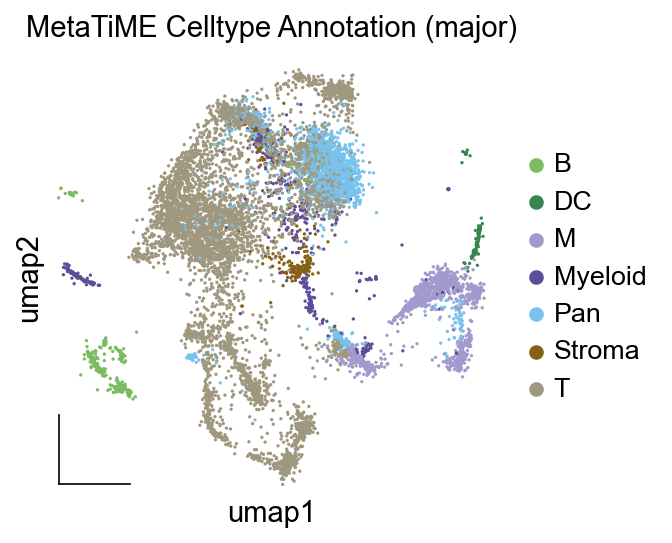 MetaTiME Celltype Annotation (major)
B
DC
M
Myeloid
Pan
Stroma
T
umap2
umap1